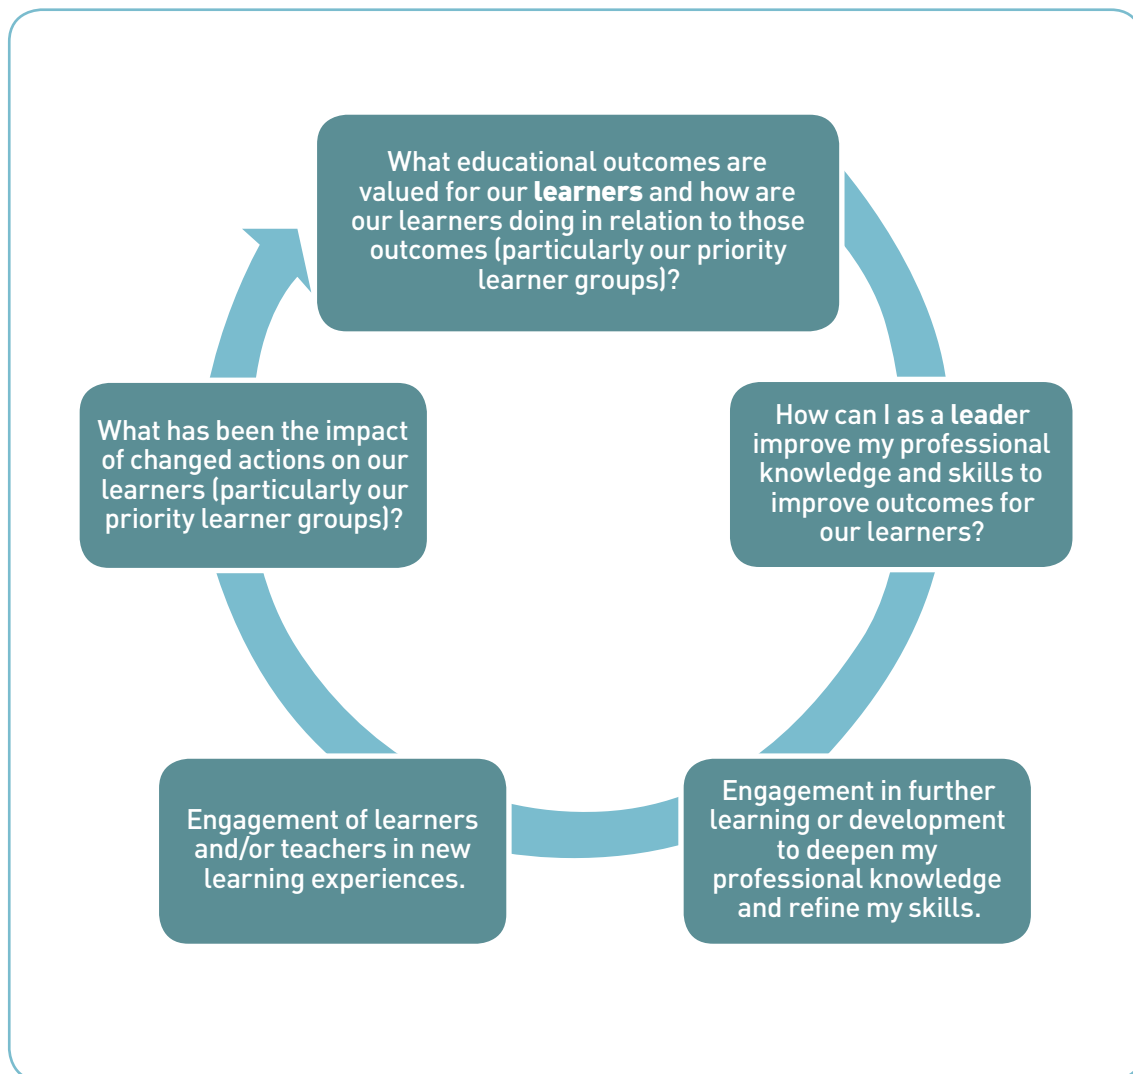 What educational outcomes are
valued for our learners and how are
our learners doing in relation to those
outcomes (particularly our priority
learner groups)?
How can I as a leader
improve my professional
knowledge and skills to
improve outcomes for
our learners?
Engagement in further
learning or development
to deepen my
professional knowledge
and refine my skills.
Engagement of learners
and/or teachers in new
learning experiences.
What has been the impact
of changed actions on our
learners (particularly our
priority learner groups)?